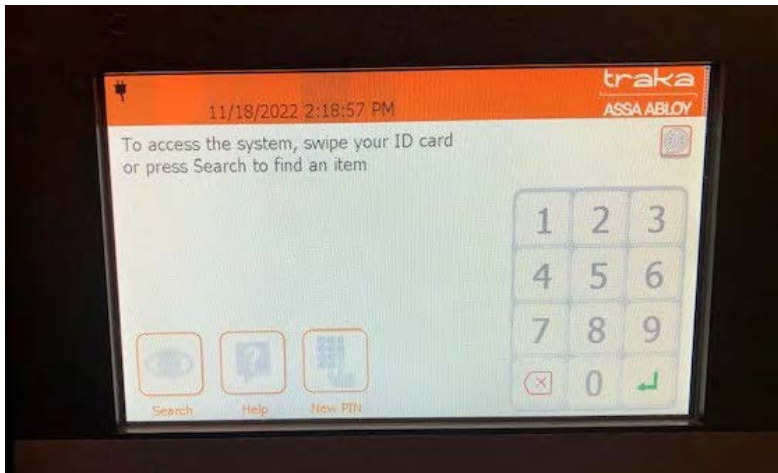 traka
11/18/2022 2:18:57 PM
ASSA ABLOY
To access the system, swipe your ID card
or press Search to find an item
1 2 3
4 5 6
7 8 9
0
Search Help New PIN